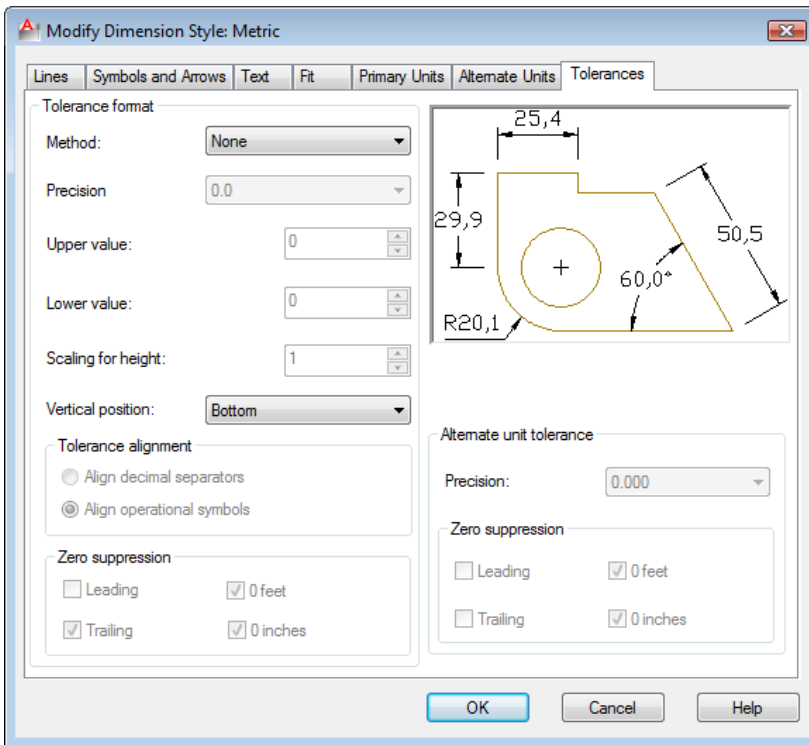 Modify Dimension Style: Metric
Lines Symbols and Arrows Text Fit Primary Units Alternate Units Tolerances
Tolerance format
Method: None
Precision 0.0
Upper value: 0
Lower value: 0
Scaling for height: 1
Vertical position: Bottom
Tolerance alignment
Align decimal separators
Align operational symbols
Zero suppression
Leading 0 feet
Trailing 0 inches
25,4
29,9
50,5
60,0°
R20,1
Alternate unit tolerance
Precision: 0.000
Zero suppression
Leading 0 feet
Trailing 0 inches
OK Cancel Help